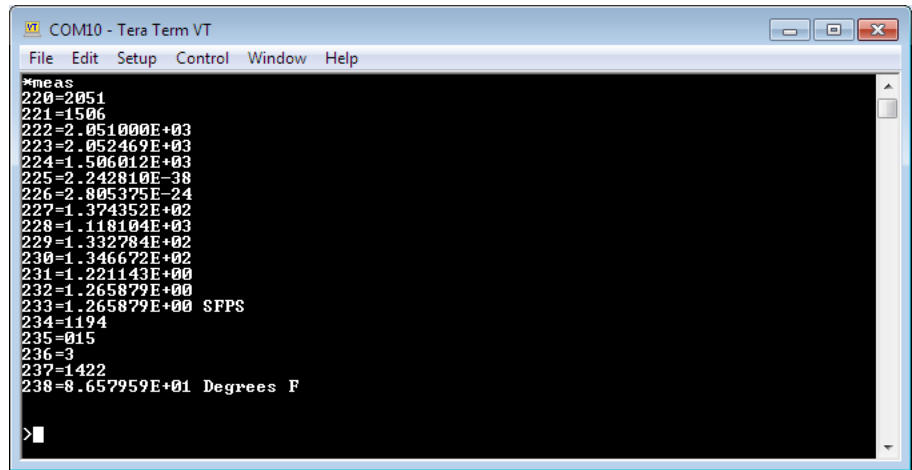 COM10 - Tera Term VT
File Edit Setup Control Window Help
*meas
220=2051
221=1506
222=2.051000E+03
223=2.052469E+03
224=1.506012E+03
225=2.242810E-38
226=2.805375E-24
227=1.374352E+02
228=1.118104E+03
229=1.332784E+02
230=1.346672E+02
231=1.221143E+00
232=1.265879E+00
233=1.265879E+00 SFPS
234=1194
235=015
236=3
237=1422
238=8.657959E+01 Degrees F
>